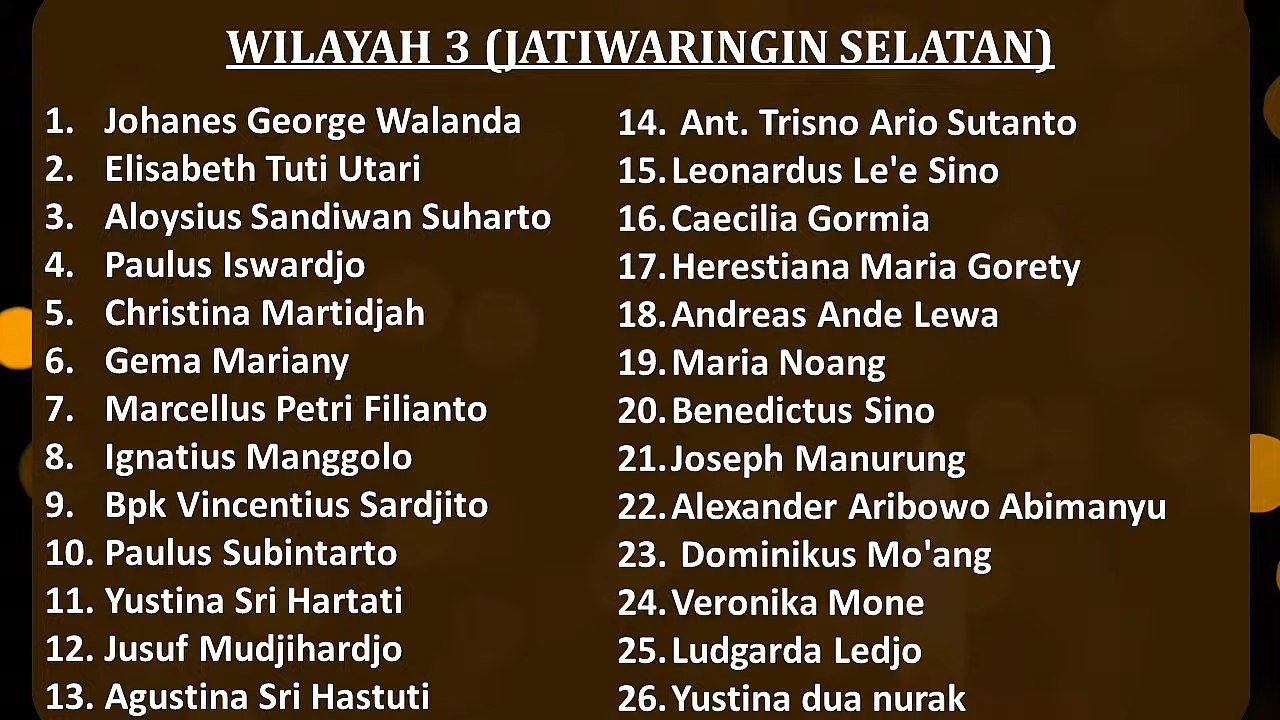 WILAYAH 3 (JATIWARINGIN SELATAN)
1. Johanes George Walanda
2. Elisabeth Tuti Utari
3. Aloysius Sandiwan Suharto
4. Paulus Iswardjo
5. Christina Martidjah
6. Gema Mariany
7. Marcellus Petri Filianto
8. Ignatius Manggolo
9. Bpk Vincentius Sardjito
10. Paulus Subintarto
11. Yustina Sri Hartati
12. Jusuf Mudjihardjo
13. Agustina Sri Hastuti
14. Ant. Trisno Ario Sutanto
15. Leonardus Le'e Sino
16. Caecilia Gormia
17. Herestiana Maria Gorety
18. Andreas Ande Lewa
19. Maria Noang
20. Benedictus Sino
21. Joseph Manurung
22. Alexander Aribowo Abimanyu
23. Dominikus Mo'ang
24. Veronika Mone
25. Ludgarda Ledjo
26. Yustina dua nurak